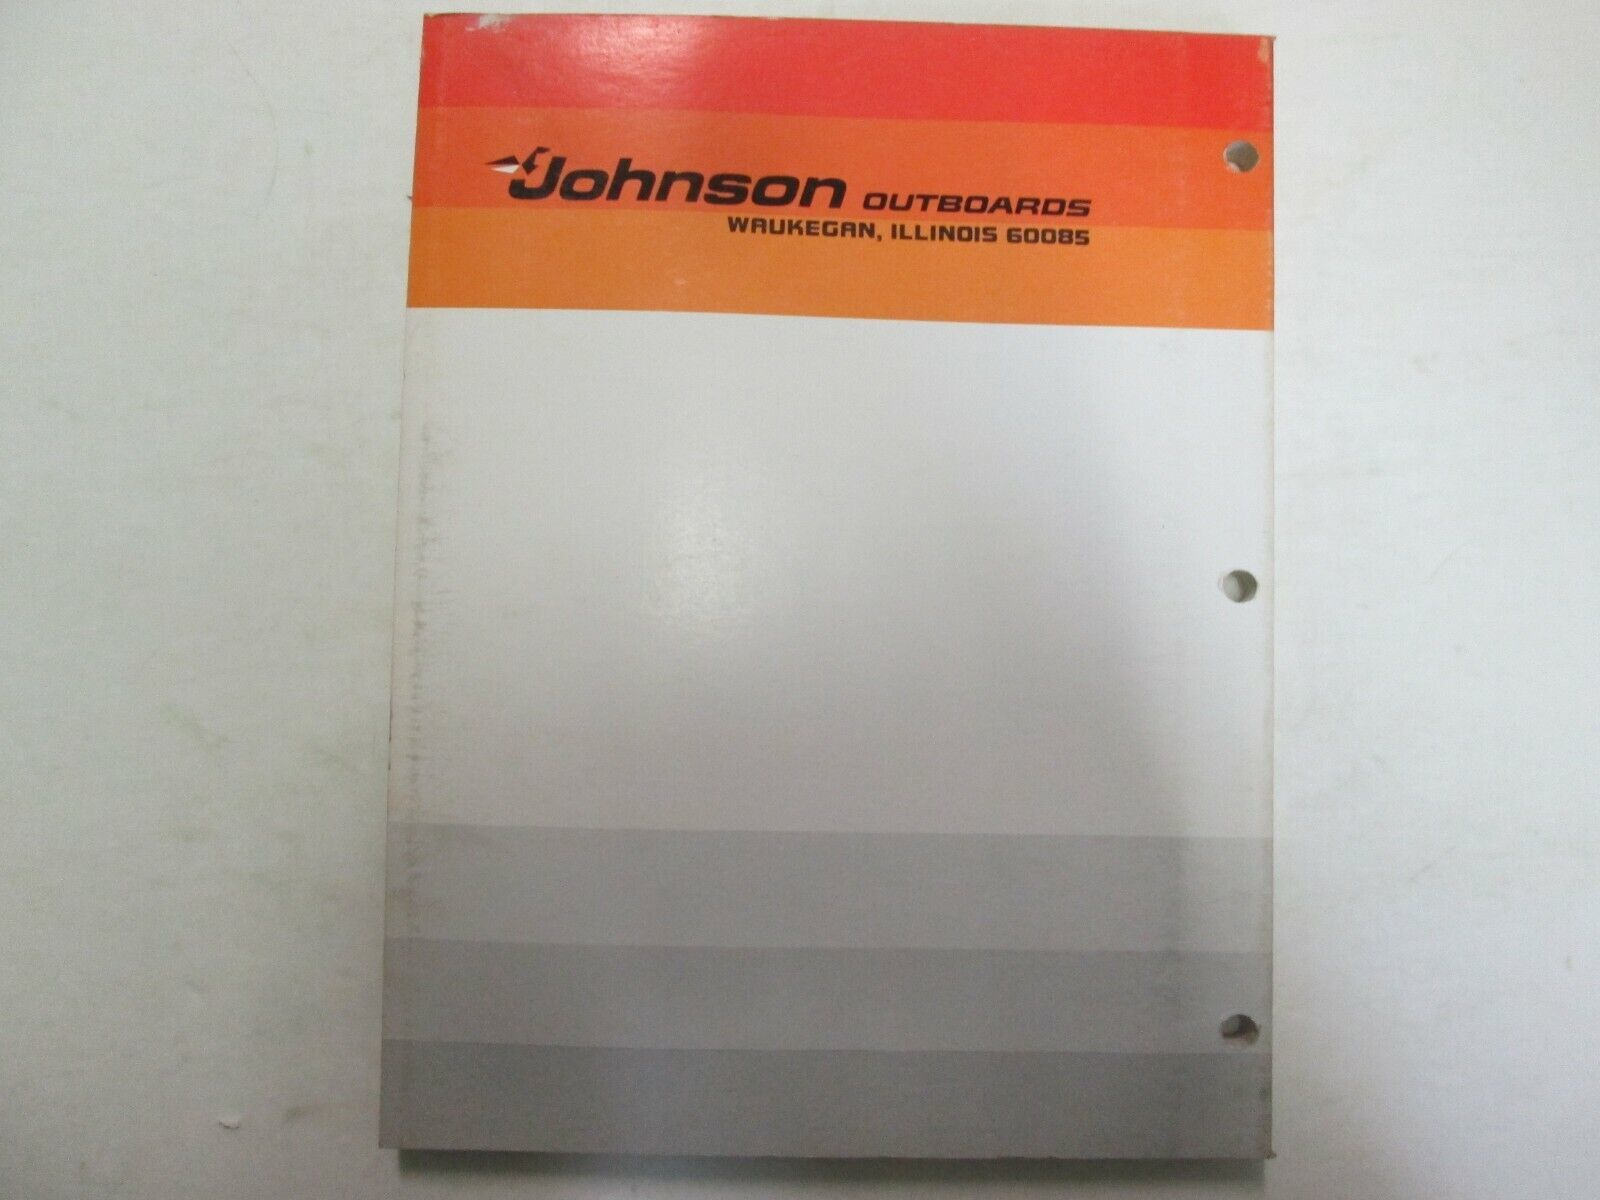 Johnson OUTBOARDS
WAUKEGAN, ILLINOIS 60085